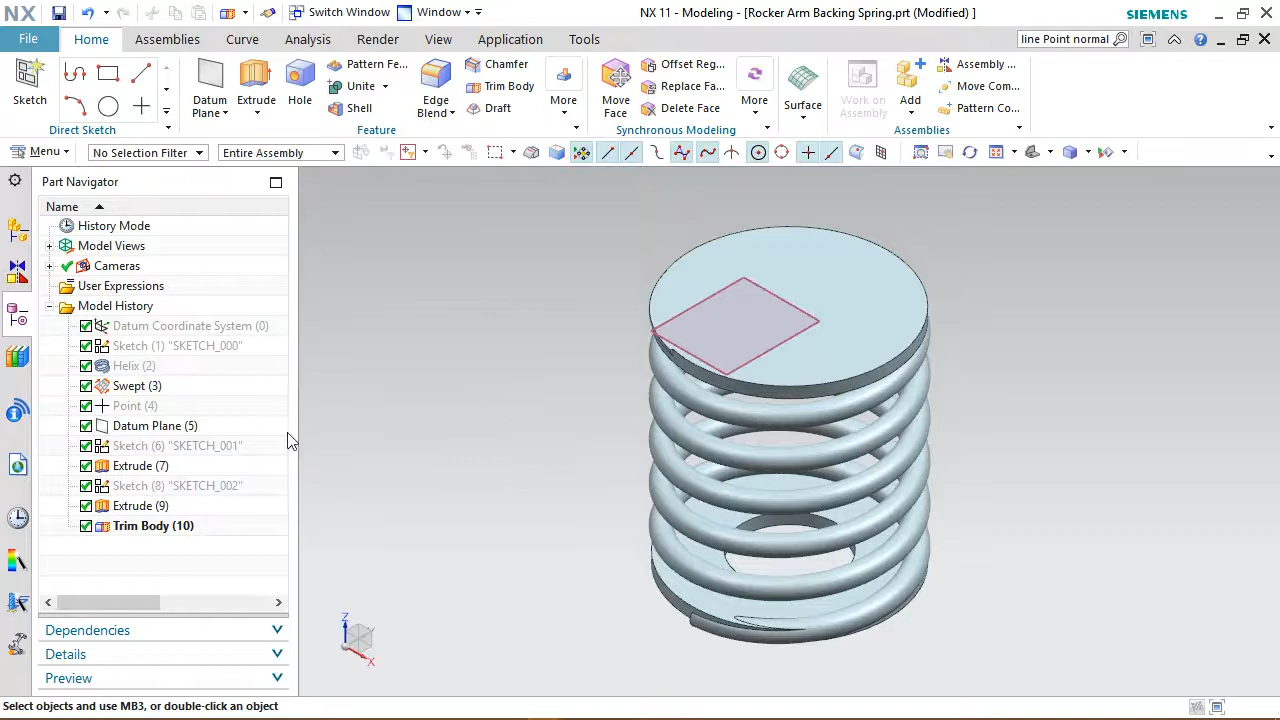 NX Switch Window Window NX 11 - Modeling - [Rocker Arm Backing Spring.prt (Modified) ] SIEMENS
File Home Assemblies Curve Analysis Render View Application Tools line Point normal
Sketch Datum Plane Extrude Hole Pattern Fe... Unite Shell Edge Blend Chamfer Trim Body Draft More Move Face Offset Reg... Replace Fa... Delete Face More Surface Work on Assembly Add Assembly ... Move Com... Pattern Co...
Direct Sketch Feature Synchronous Modeling Assemblies
Menu No Selection Filter Entire Assembly
Part Navigator
Name
History Mode
Model Views
Cameras
User Expressions
Model History
Datum Coordinate System (0)
Sketch (1) "SKETCH_000"
Helix (2)
Swept (3)
Point (4)
Datum Plane (5)
Sketch (6) "SKETCH_001"
Extrude (7)
Sketch (8) "SKETCH_002"
Extrude (9)
Trim Body (10)
Z
X
Dependencies
Details
Preview
Select objects and use MB3, or double-click an object